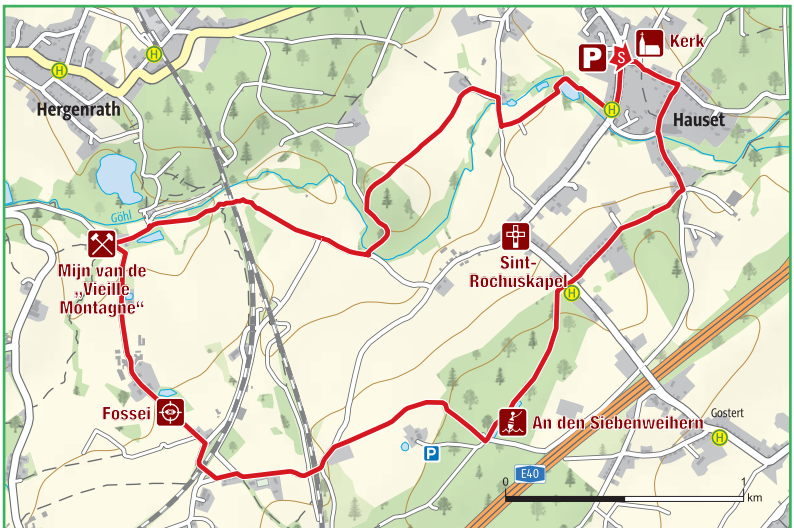 H
H
Hergenrath
P
S
Kerk
H
Hauset
Göhl
Mijn van de
„Vieille
Montagne“
Sint-
Rochuskapel
H
Fossei
An den Siebenweihern
Gostert
H
P
E40
0
1
km